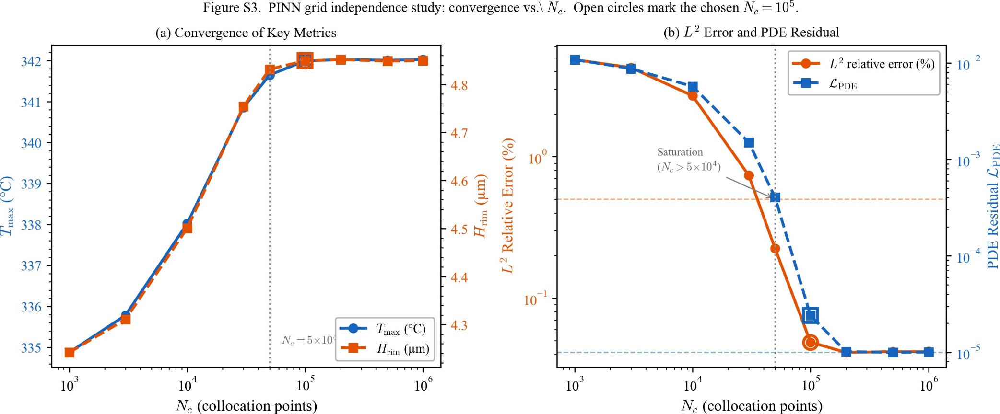 Figure S3. PINN grid independence study: convergence vs.\ N_c. Open circles mark the chosen N_c = 10^5.
(a) Convergence of Key Metrics
342
341
340
339
338
337
336
335
T_max (°C)
4.8
4.7
4.6
4.5
4.4
4.3
H_rim (µm)
N_c = 5×10^4
T_max (°C)
H_rim (µm)
10^3
10^4
10^5
10^6
N_c (collocation points)
(b) L^2 Error and PDE Residual
L^2 relative error (%)
ℒ_PDE
Saturation
(N_c > 5×10^4)
10^0
10^−1
L^2 Relative Error (%)
10^−2
10^−3
10^−4
10^−5
PDE Residual ℒ_PDE
10^3
10^4
10^5
10^6
N_c (collocation points)